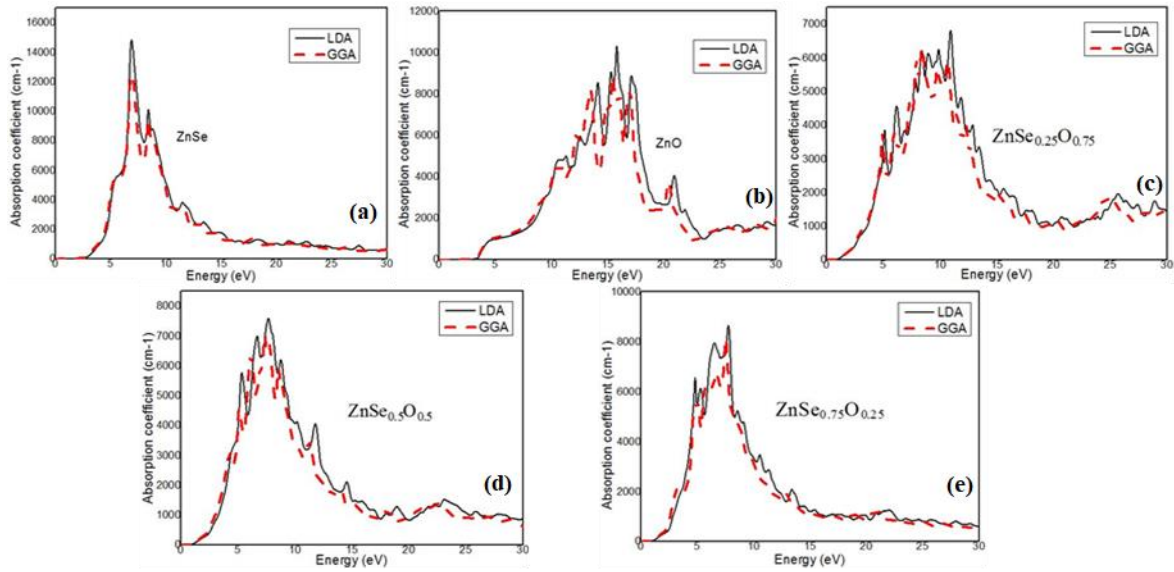 16000
14000
12000
10000
8000
6000
4000
2000
0
0 5 10 15 20 25 30
Absorption coefficient (cm-1)
Energy (eV)
LDA
GGA
ZnSe
(a)
12000
10000
8000
6000
4000
2000
0
0 5 10 15 20 25 30
Absorption coefficient (cm-1)
Energy (eV)
LDA
GGA
ZnO
(b)
7000
6000
5000
4000
3000
2000
1000
0
0 5 10 15 20 25 30
Absorption coefficient (cm-1)
Energy (eV)
LDA
GGA
ZnSe0.25O0.75
(c)
8000
7000
6000
5000
4000
3000
2000
1000
0
0 5 10 15 20 25 30
Absorption coefficient (cm-1)
Energy (eV)
LDA
GGA
ZnSe0.5O0.5
(d)
10000
8000
6000
4000
2000
0
0 5 10 15 20 25 30
Absorption coefficient (cm-1)
Energy (eV)
LDA
GGA
ZnSe0.75O0.25
(e)